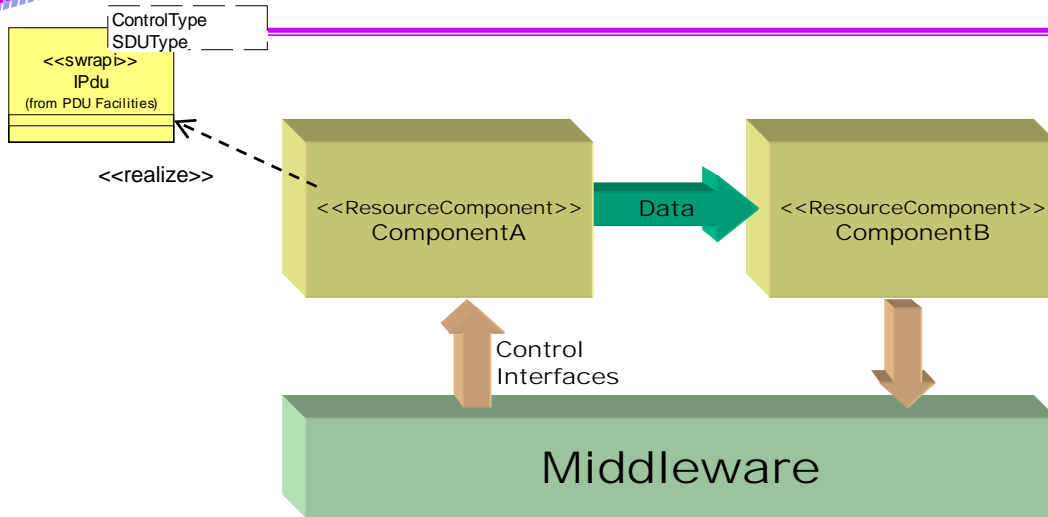 ControlType
SDUType
<<swrapi>>
IPdu
(from PDU Facilities)
<<realize>>
<<ResourceComponent>>
ComponentA
Data
<<ResourceComponent>>
ComponentB
Control
Interfaces
Middleware